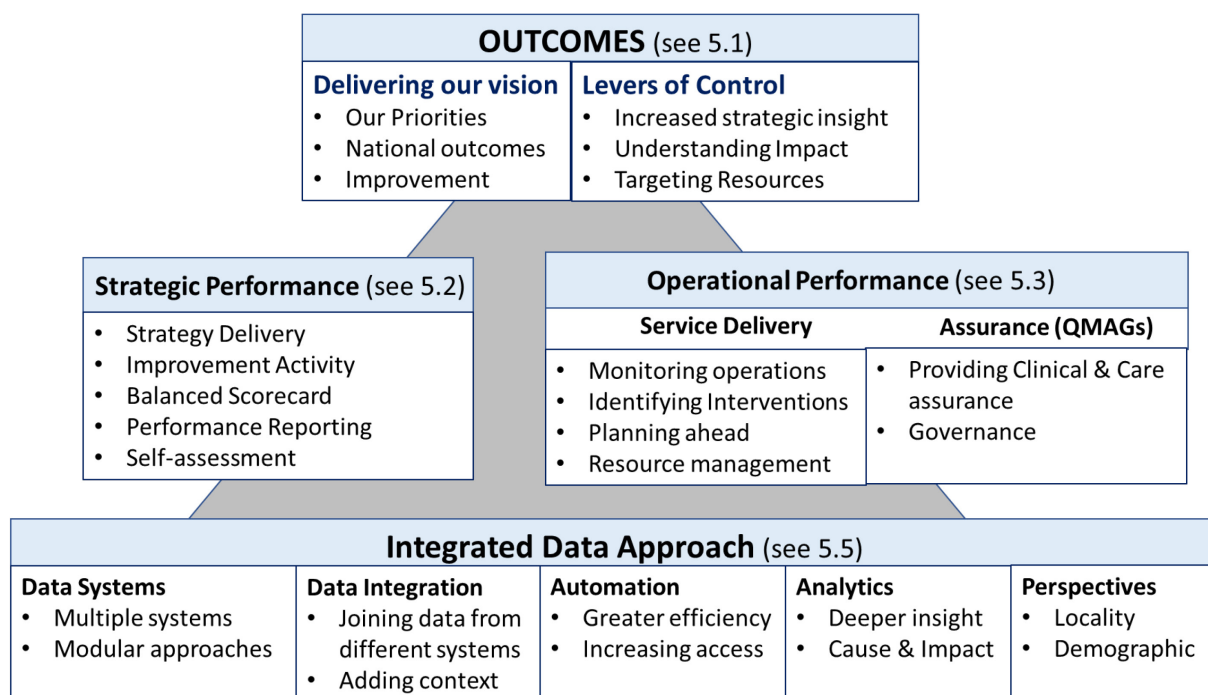 OUTCOMES (see 5.1)
Delivering our vision
• Our Priorities
• National outcomes
• Improvement
Levers of Control
• Increased strategic insight
• Understanding Impact
• Targeting Resources
Strategic Performance (see 5.2)
• Strategy Delivery
• Improvement Activity
• Balanced Scorecard
• Performance Reporting
• Self-assessment
Operational Performance (see 5.3)
Service Delivery
• Monitoring operations
• Identifying Interventions
• Planning ahead
• Resource management
Assurance (QMAGs)
• Providing Clinical & Care
assurance
• Governance
Integrated Data Approach (see 5.5)
Data Systems
• Multiple systems
• Modular approaches
Data Integration
• Joining data from
different systems
• Adding context
Automation
• Greater efficiency
• Increasing access
Analytics
• Deeper insight
• Cause & Impact
Perspectives
• Locality
• Demographic